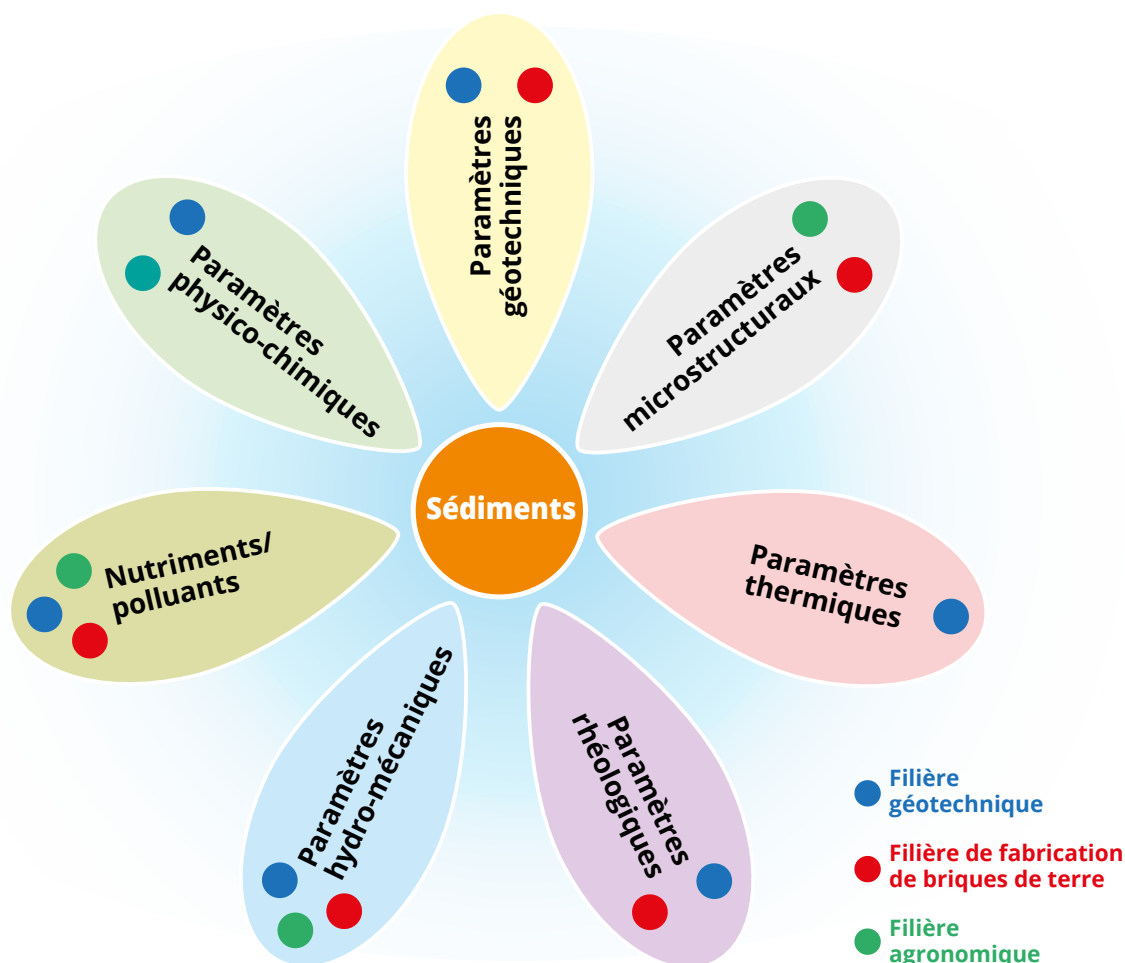 Paramètres
géotechniques
Paramètres
physico-chimiques
Paramètres
microstructuraux
Sédiments
Nutriments/
polluants
Paramètres
thermiques
Paramètres
hydro-mécaniques
Paramètres
rhéologiques
Filière
géotechnique
Filière de fabrication
de briques de terre
Filière
agronomique